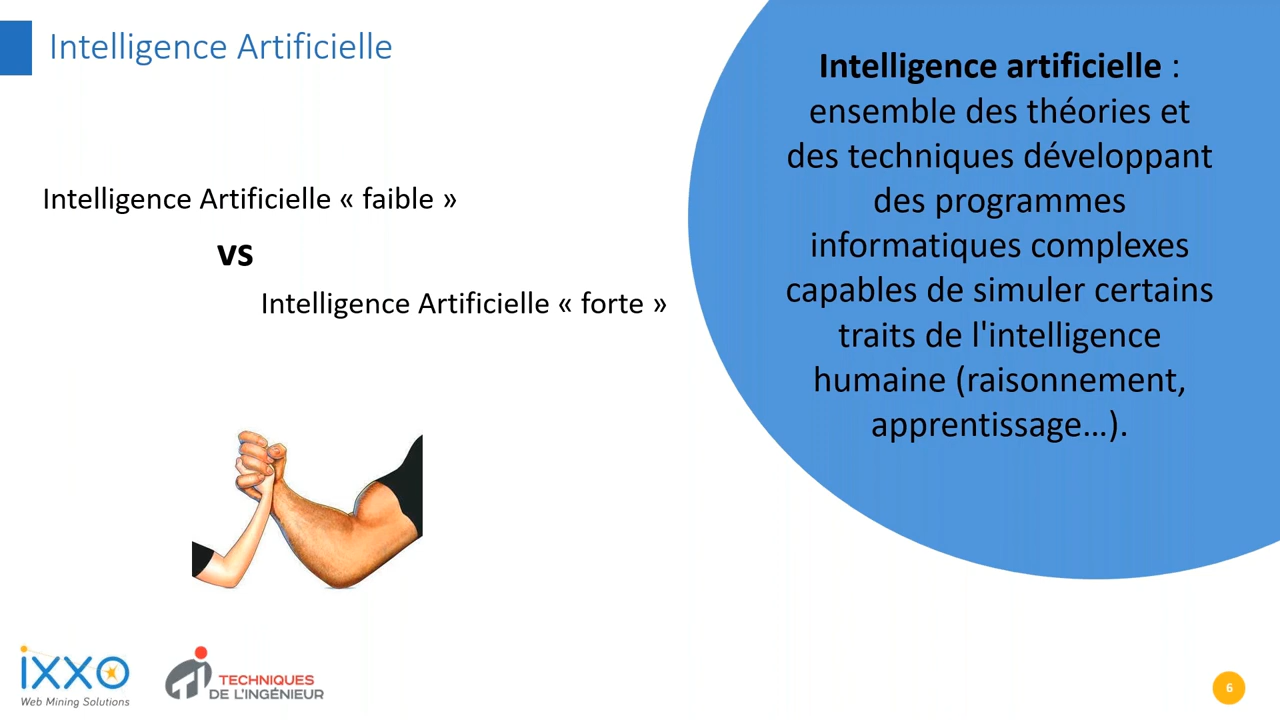 Intelligence Artificielle
Intelligence Artificielle « faible »
vs
Intelligence Artificielle « forte »
Intelligence artificielle :
ensemble des théories et
des techniques développant
des programmes
informatiques complexes
capables de simuler certains
traits de l'intelligence
humaine (raisonnement,
apprentissage…).
ixxo
Web Mining Solutions
TECHNIQUES
DE L'INGÉNIEUR
6